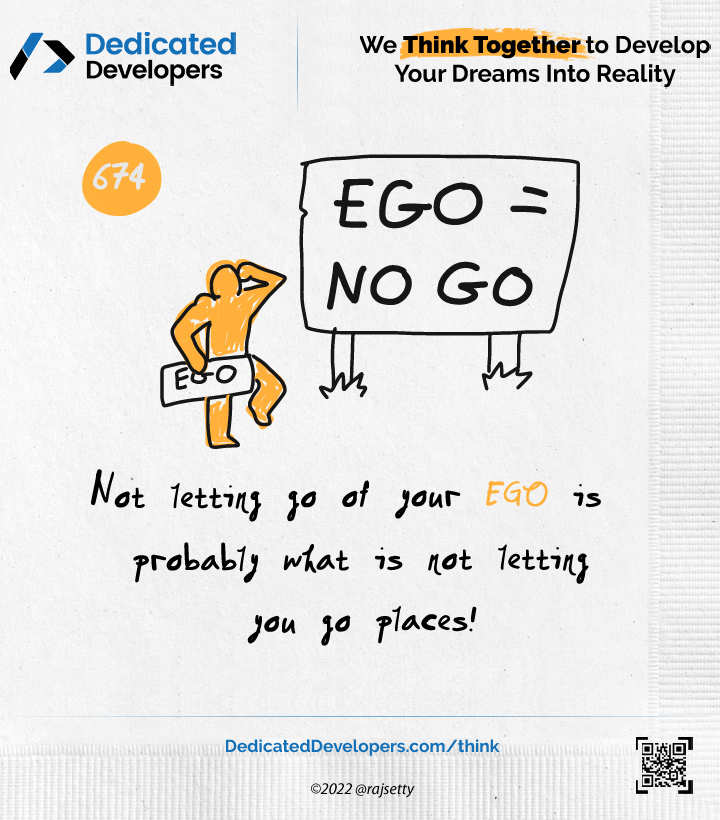 Dedicated
Developers
We Think Together to Develop
Your Dreams Into Reality
674
EGO =
NO GO
EGO
Not letting go of your EGO is
probably what is not letting
you go places!
DedicatedDevelopers.com/think
©2022 @rajsetty